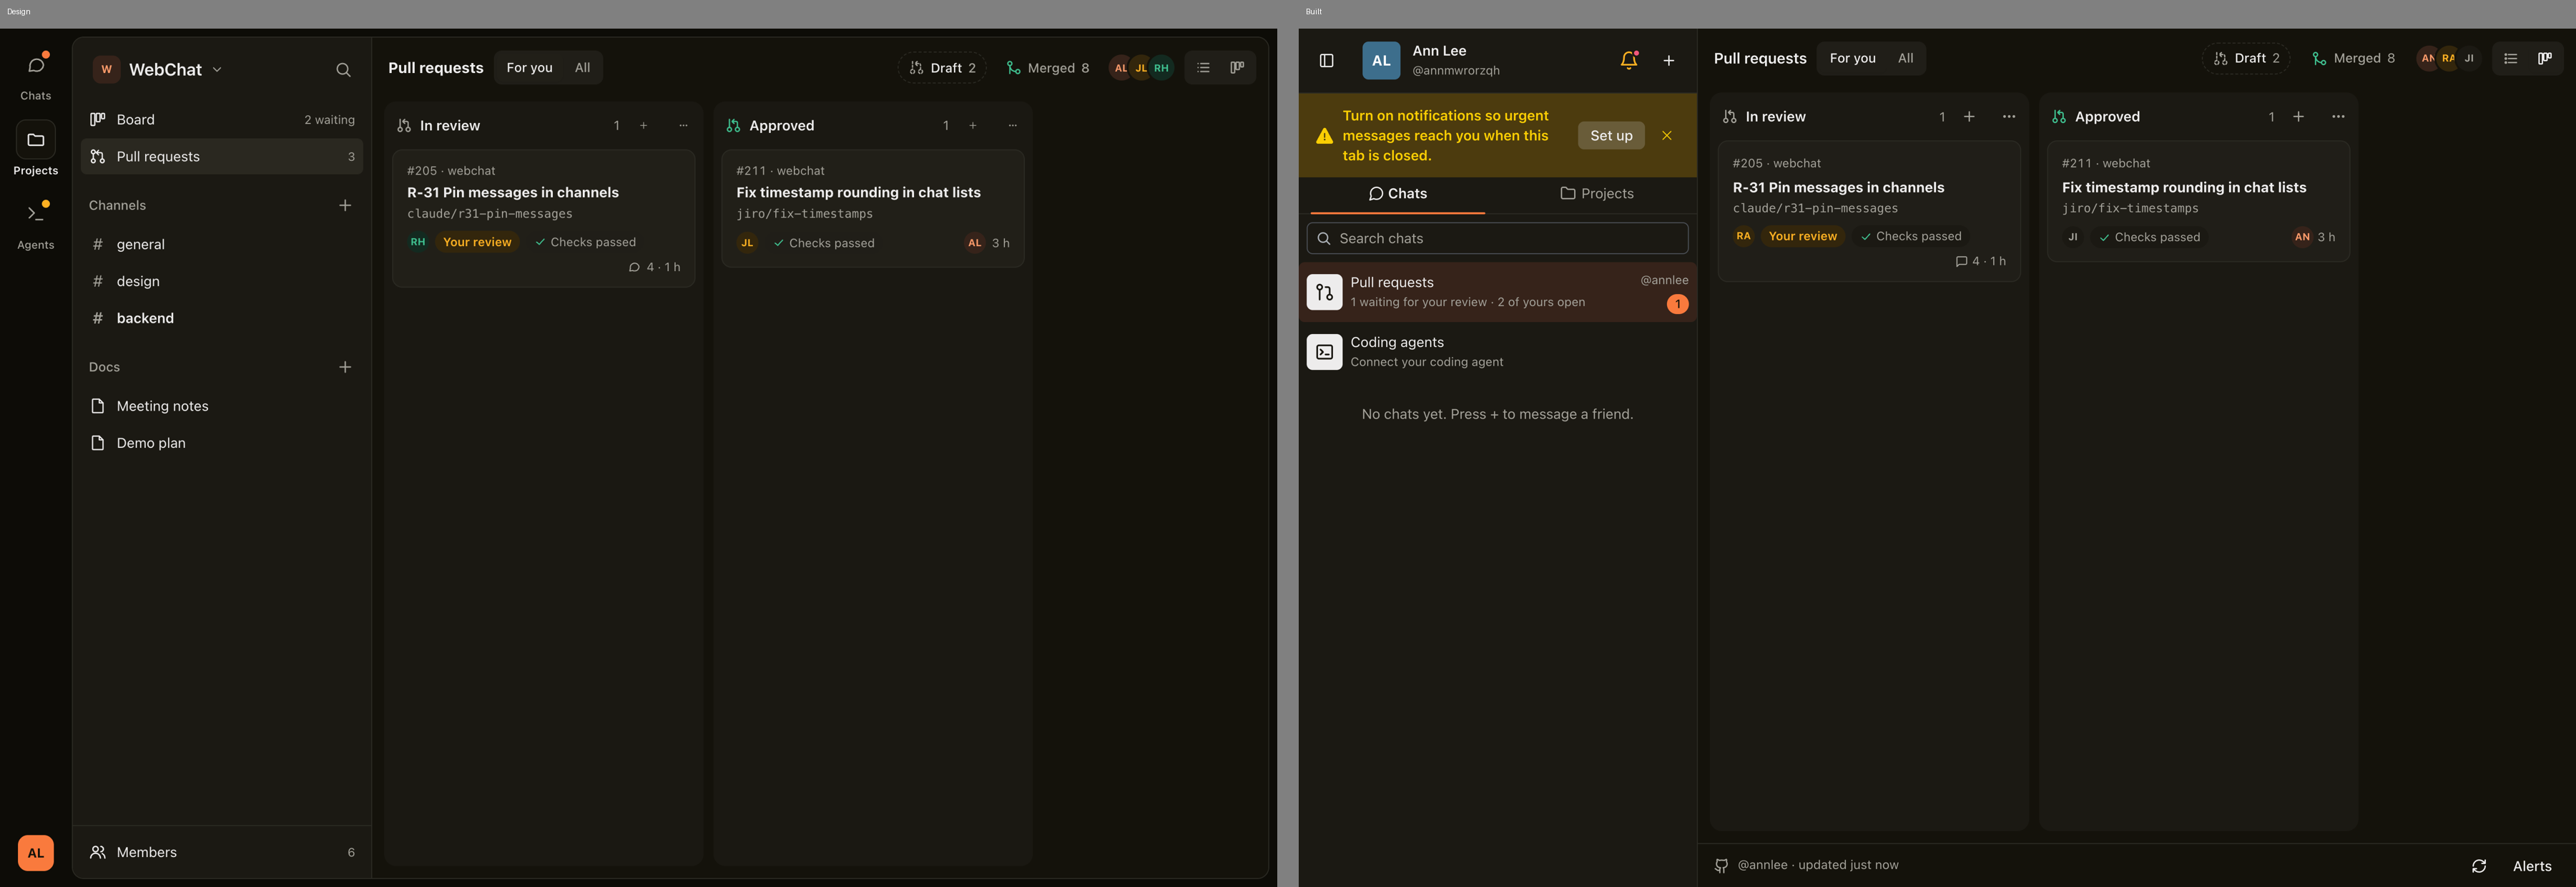 Design
Chats
Projects
Agents
AL
W WebChat
Board 2 waiting
Pull requests 3
Channels
# general
# design
# backend
Docs
Meeting notes
Demo plan
Members 6
Pull requests For you All Draft 2 Merged 8 AL JL RH
In review 1 + ...
#205 · webchat
R-31 Pin messages in channels
claude/r31-pin-messages
RH Your review Checks passed
4 · 1 h
Approved 1 + ...
#211 · webchat
Fix timestamp rounding in chat lists
jiro/fix-timestamps
JL Checks passed AL 3 h
Built
AL Ann Lee
@annmwrorzqh
Turn on notifications so urgent
messages reach you when this
tab is closed.
Set up
Chats Projects
Search chats
Pull requests @annlee
1 waiting for your review · 2 of yours open 1
Coding agents
Connect your coding agent
No chats yet. Press + to message a friend.
Pull requests For you All Draft 2 Merged 8 AN RA JI
In review 1 + ...
#205 · webchat
R-31 Pin messages in channels
claude/r31-pin-messages
RA Your review Checks passed
4 · 1 h
Approved 1 + ...
#211 · webchat
Fix timestamp rounding in chat lists
jiro/fix-timestamps
JI Checks passed AN 3 h
@annlee · updated just now Alerts